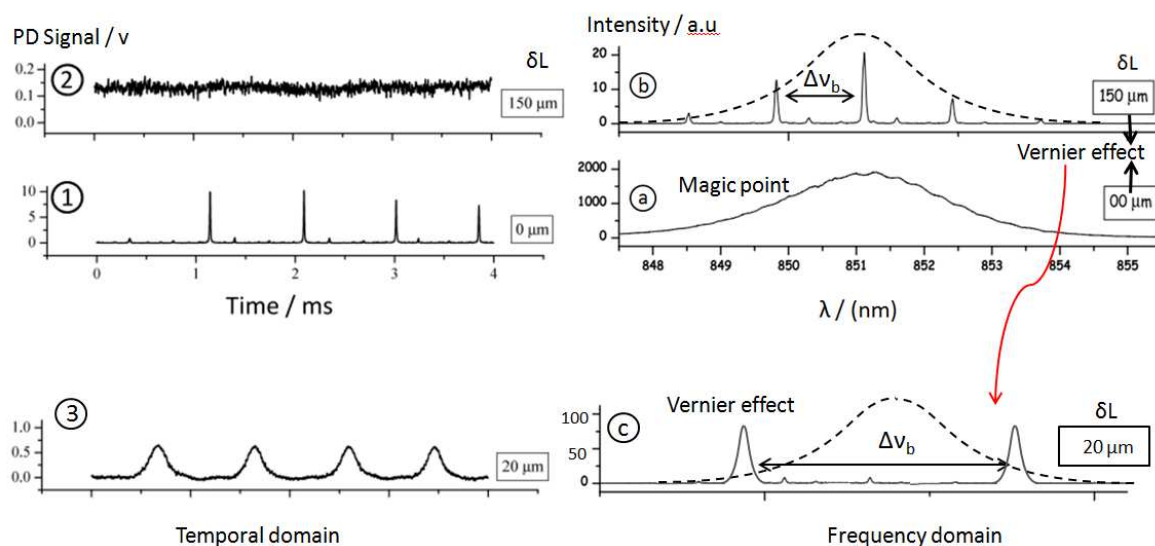 PD Signal / v
δL
②
0.2
0.1
0.0
150 µm
①
10
5
0
0 µm
0 1 2 3 4
Time / ms
③
1.0
0.5
0.0
20 µm
Temporal domain
Intensity / a.u
δL
ⓑ
20
10
0
Δν_b
150 µm
Vernier effect
ⓐ
2000
1000
0
Magic point
00 µm
848 849 850 851 852 853 854 855
λ / (nm)
ⓒ
Vernier effect
100
50
0
Δν_b
δL
20 µm
Frequency domain